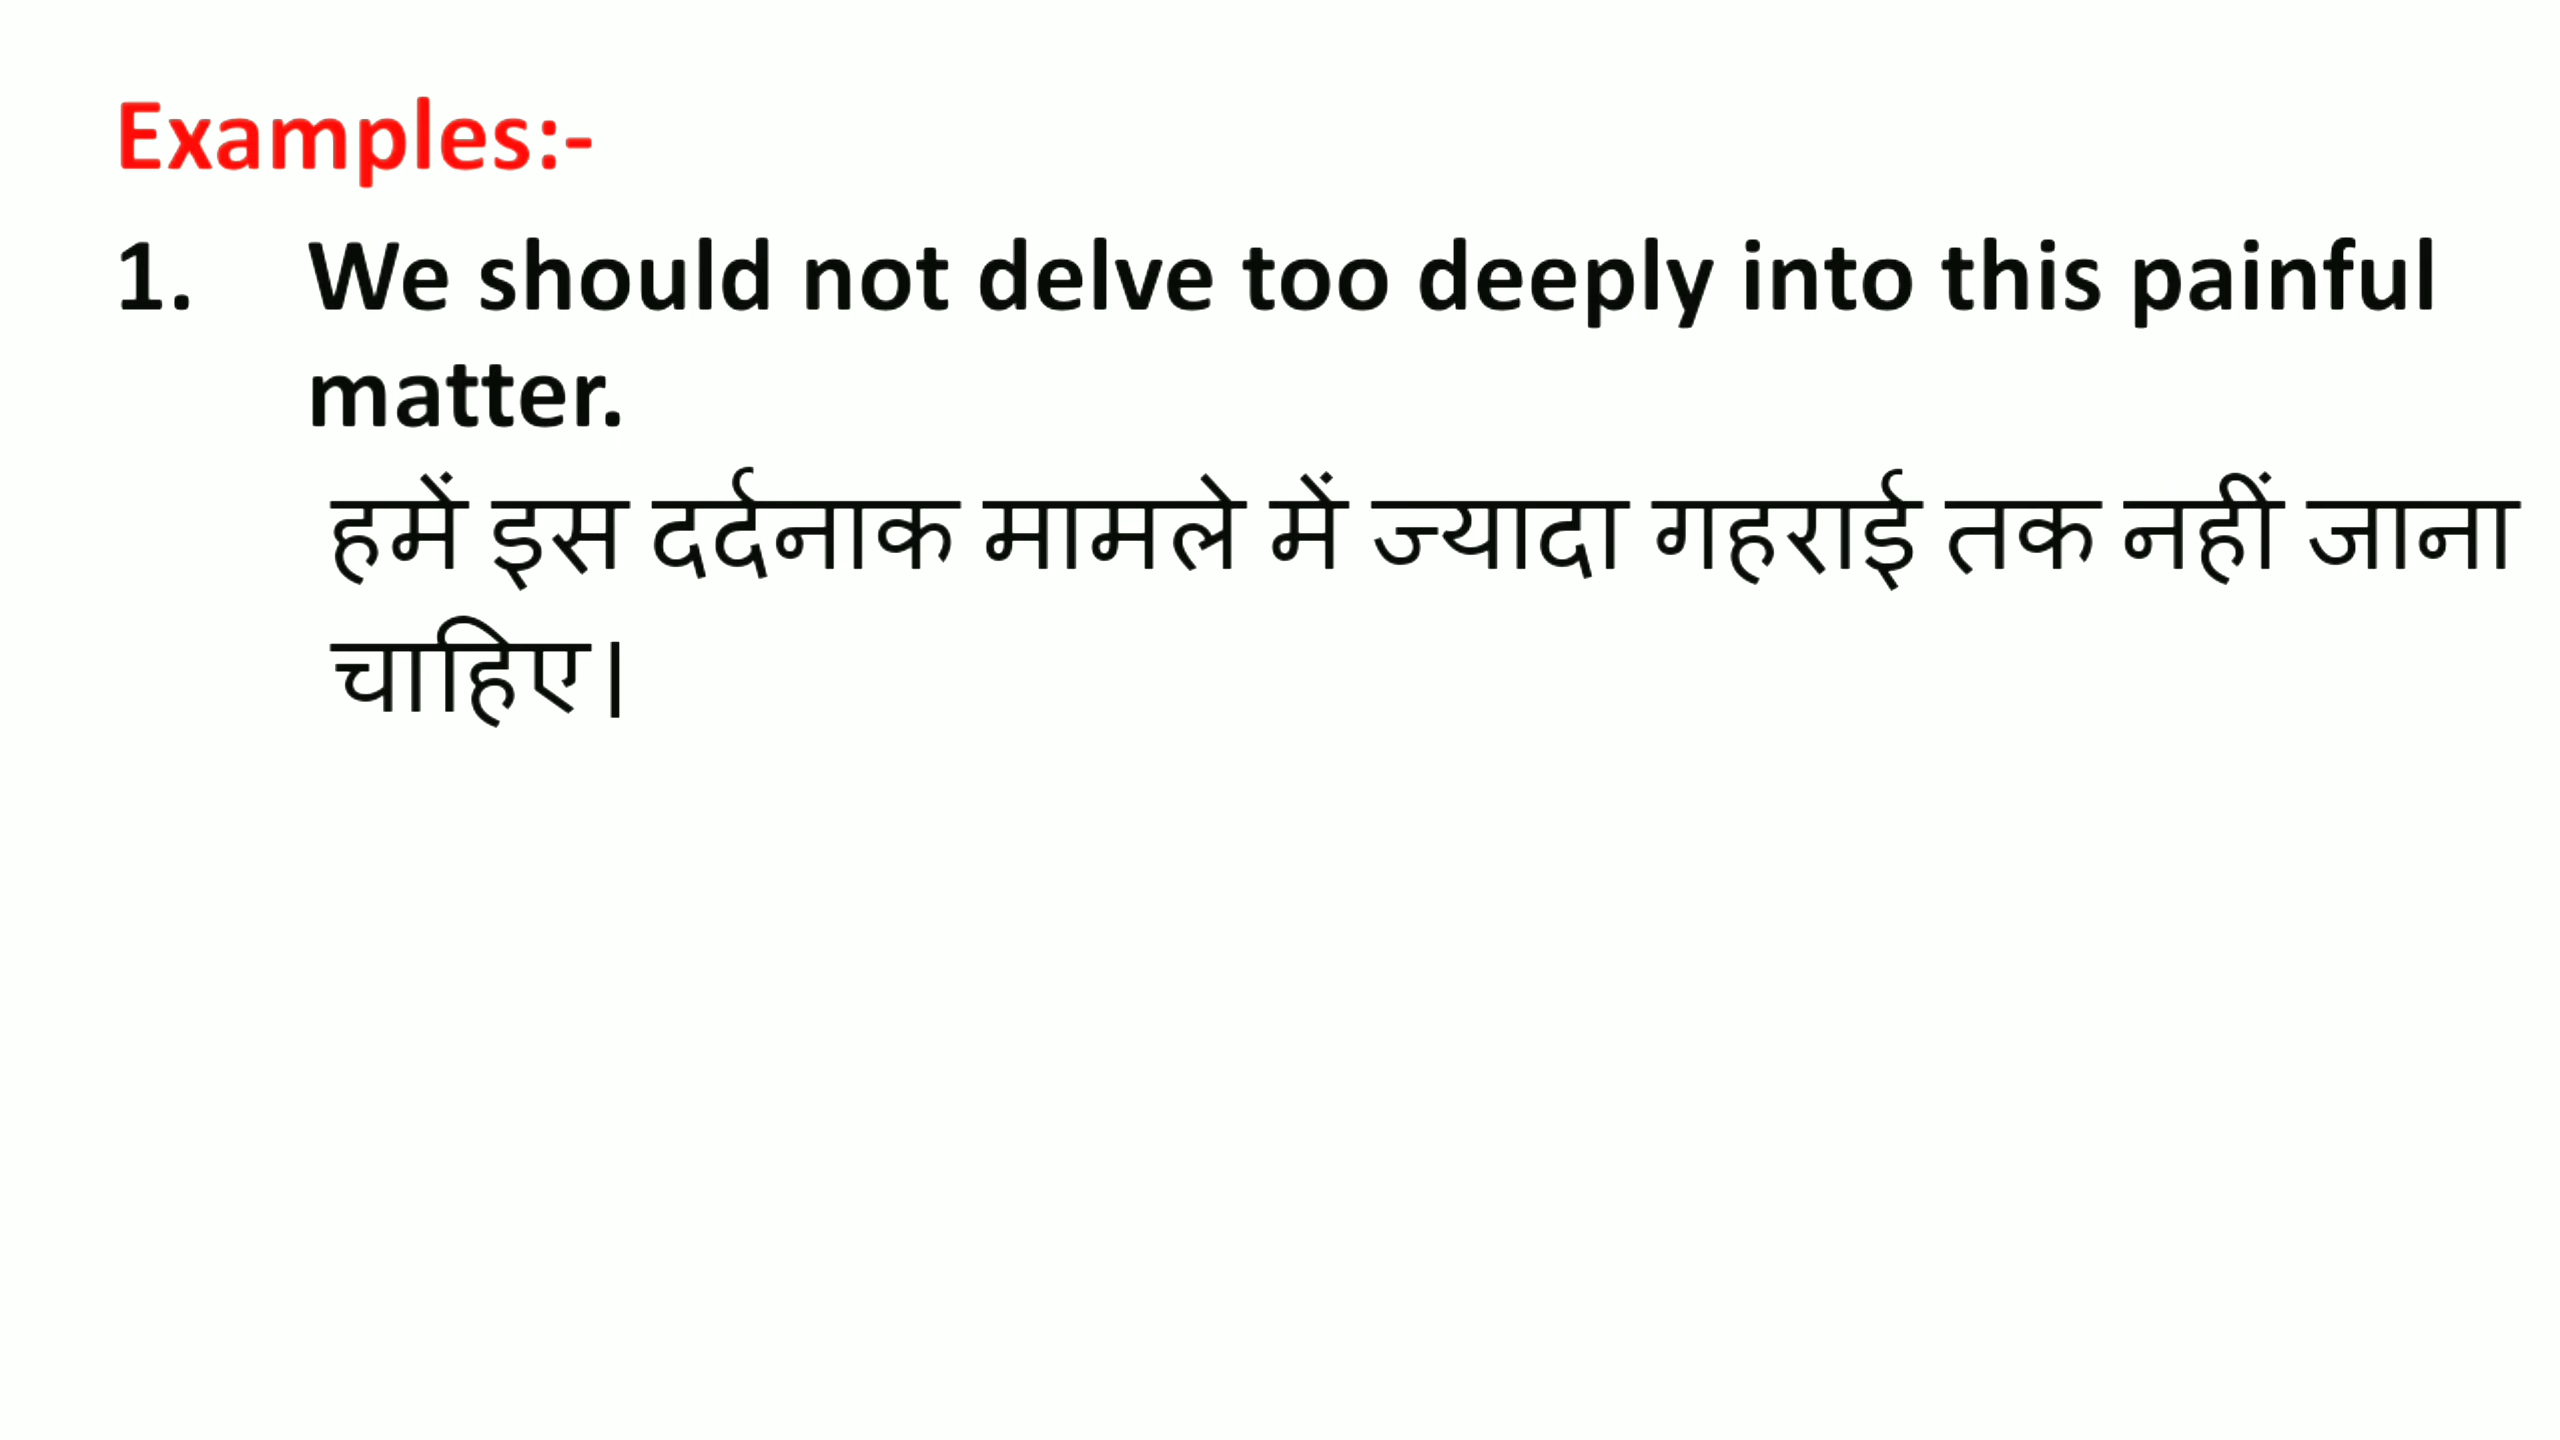 Examples:-
1. We should not delve too deeply into this painful
matter.
हमें इस दर्दनाक मामले में ज्यादा गहराई तक नहीं जाना
चाहिए।